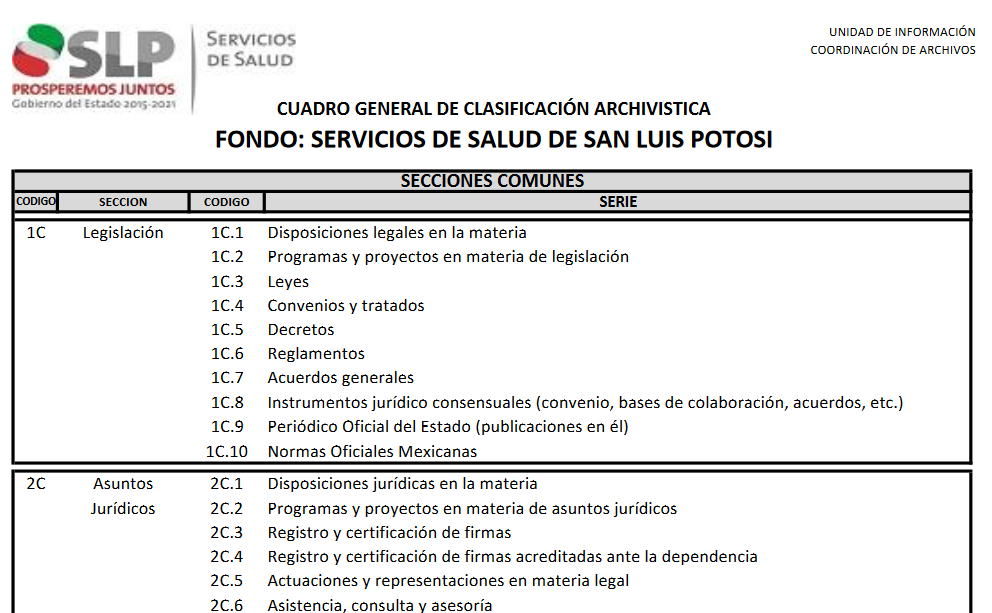 SLP
SERVICIOS
DE SALUD
PROSPEREMOS JUNTOS
Gobierno del Estado 2015-2021
UNIDAD DE INFORMACIÓN
COORDINACIÓN DE ARCHIVOS
CUADRO GENERAL DE CLASIFICACIÓN ARCHIVISTICA
FONDO: SERVICIOS DE SALUD DE SAN LUIS POTOSI
SECCIONES COMUNES
CODIGO SECCION CODIGO SERIE
1C Legislación 1C.1 Disposiciones legales en la materia
1C.2 Programas y proyectos en materia de legislación
1C.3 Leyes
1C.4 Convenios y tratados
1C.5 Decretos
1C.6 Reglamentos
1C.7 Acuerdos generales
1C.8 Instrumentos jurídico consensuales (convenio, bases de colaboración, acuerdos, etc.)
1C.9 Periódico Oficial del Estado (publicaciones en él)
1C.10 Normas Oficiales Mexicanas
2C Asuntos 2C.1 Disposiciones jurídicas en la materia
Jurídicos 2C.2 Programas y proyectos en materia de asuntos jurídicos
2C.3 Registro y certificación de firmas
2C.4 Registro y certificación de firmas acreditadas ante la dependencia
2C.5 Actuaciones y representaciones en materia legal
2C.6 Asistencia, consulta y asesoría